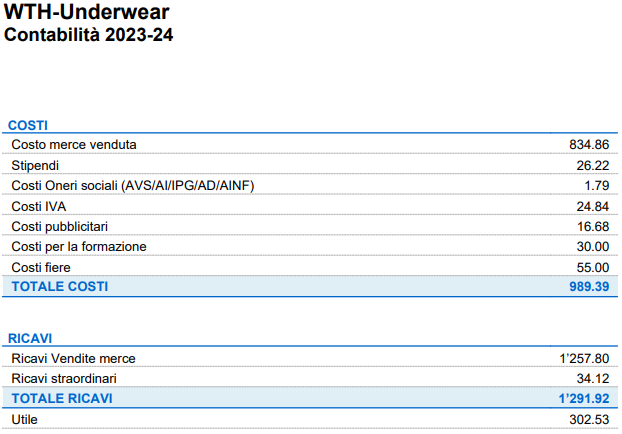 WTH-Underwear
Contabilità 2023-24
COSTI
Costo merce venduta 834.86
Stipendi 26.22
Costi Oneri sociali (AVS/AI/IPG/AD/AINF) 1.79
Costi IVA 24.84
Costi pubblicitari 16.68
Costi per la formazione 30.00
Costi fiere 55.00
TOTALE COSTI 989.39
RICAVI
Ricavi Vendite merce 1’257.80
Ricavi straordinari 34.12
TOTALE RICAVI 1’291.92
Utile 302.53